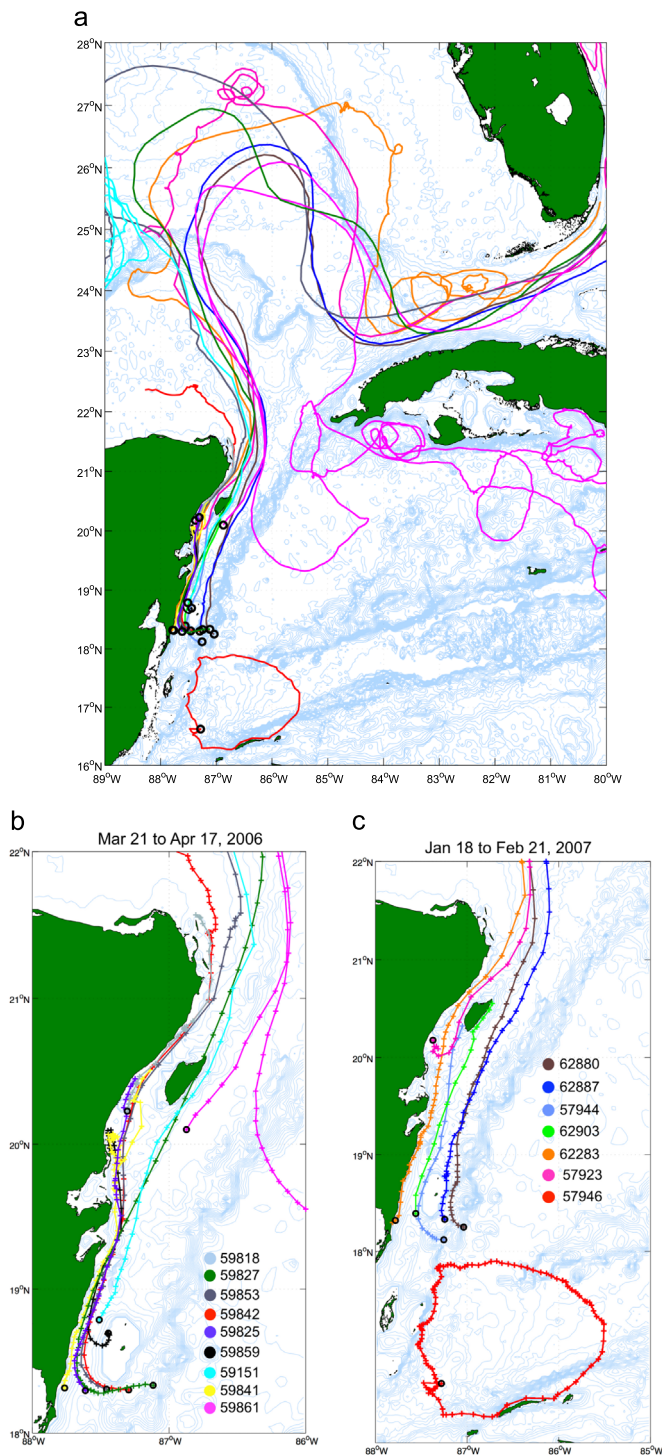 a
28°N
27°N
26°N
25°N
24°N
23°N
22°N
21°N
20°N
19°N
18°N
17°N
16°N
89°W 88°W 87°W 86°W 85°W 84°W 83°W 82°W 81°W 80°W
b
Mar 21 to Apr 17, 2006
22°N
21°N
20°N
19°N
18°N
88°W 87°W 86°W
59818
59827
59853
59842
59825
59859
59151
59841
59861
c
Jan 18 to Feb 21, 2007
22°N
21°N
20°N
19°N
18°N
17°N
88°W 87°W 86°W 85°W
62880
62887
57944
62903
62283
57923
57946